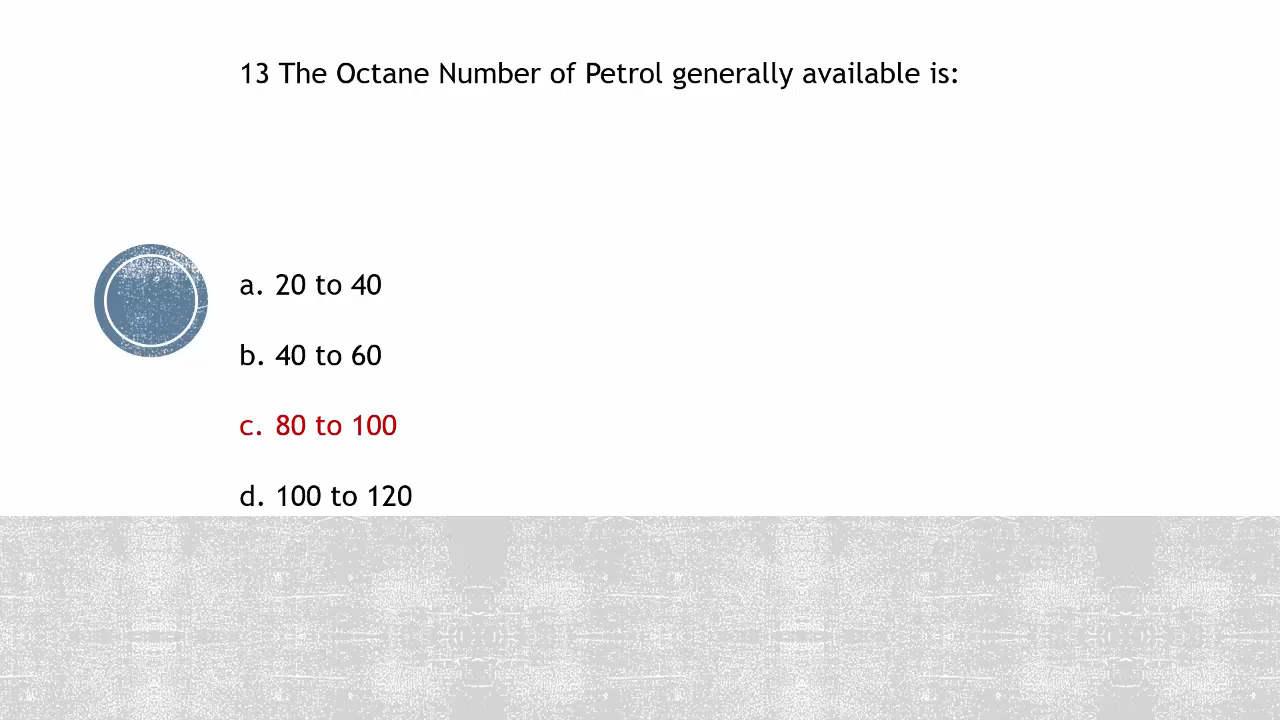 13 The Octane Number of Petrol generally available is:
a. 20 to 40
b. 40 to 60
c. 80 to 100
d. 100 to 120